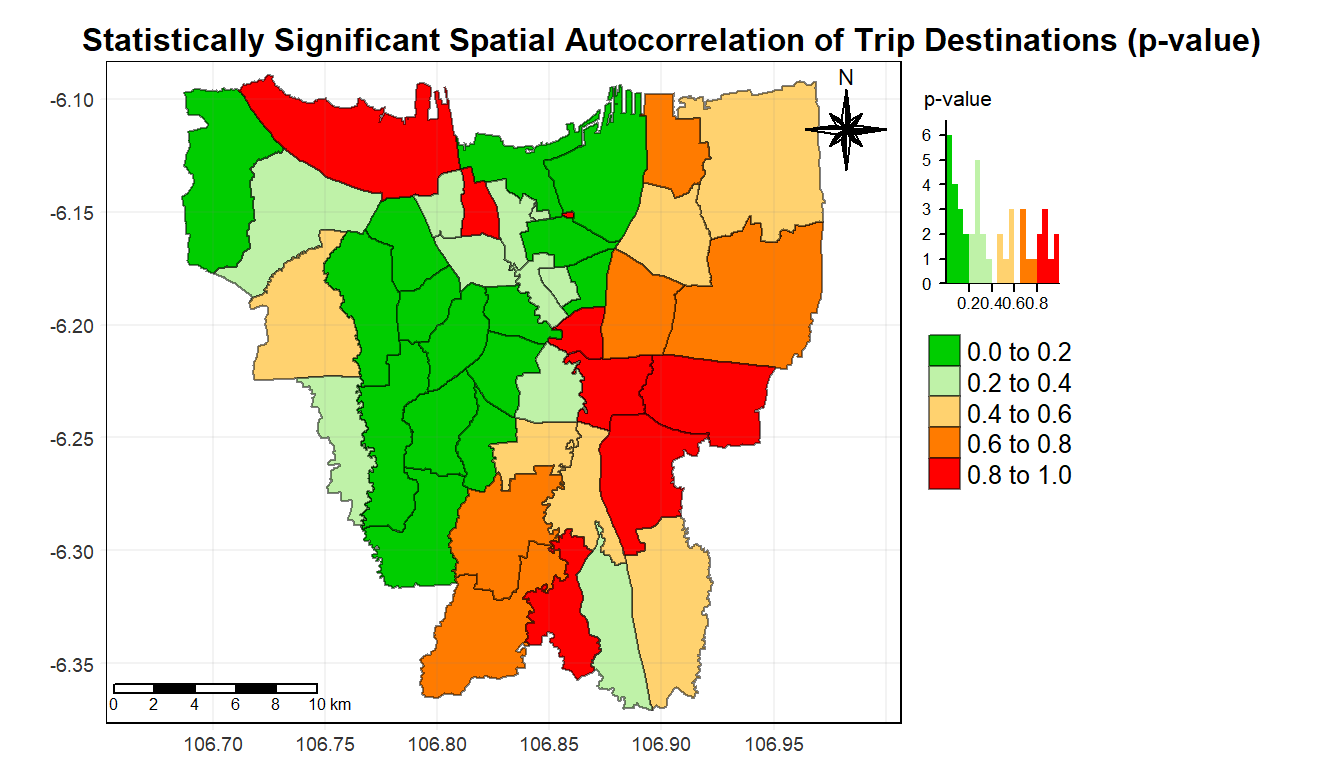 Statistically Significant Spatial Autocorrelation of Trip Destinations (p-value)
N
-6.10
-6.15
-6.20
-6.25
-6.30
-6.35
0 2 4 6 8 10 km
106.70 106.75 106.80 106.85 106.90 106.95
p-value
6
5
4
3
2
1
0
0.20.40.60.8
0.0 to 0.2
0.2 to 0.4
0.4 to 0.6
0.6 to 0.8
0.8 to 1.0